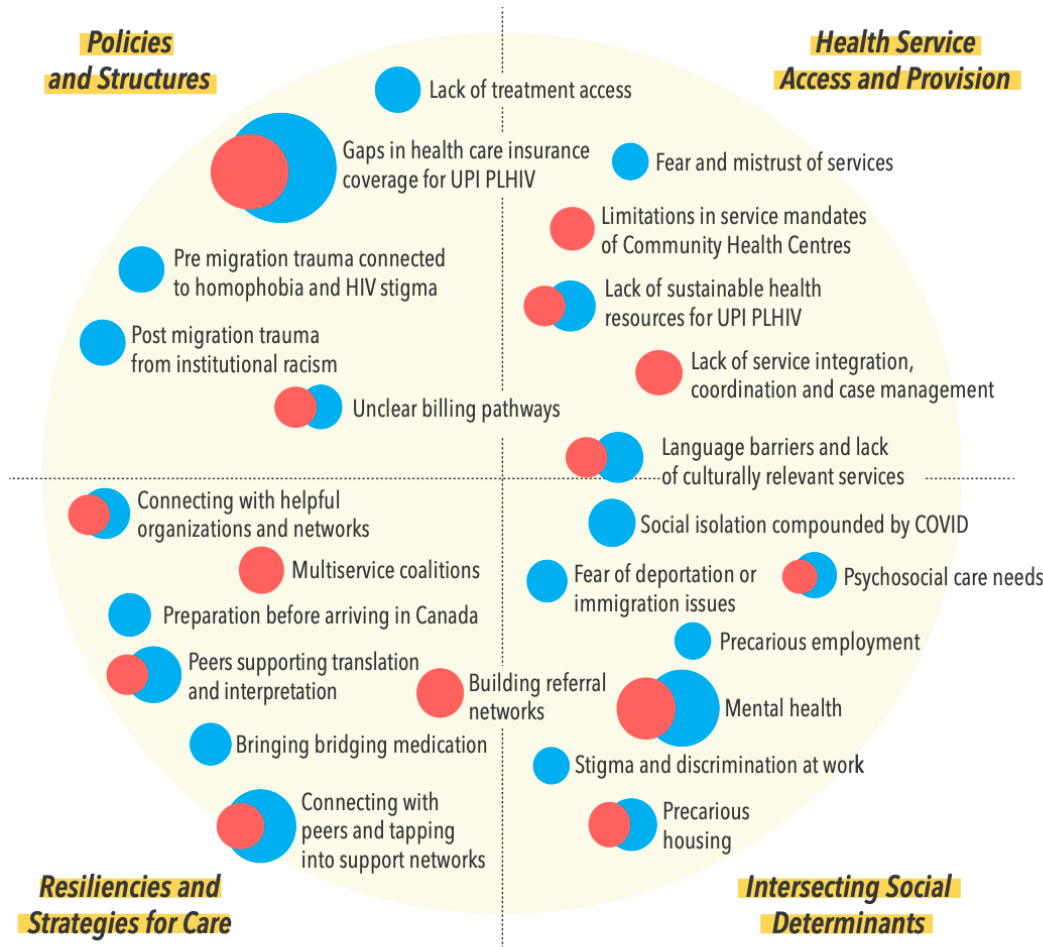 Policies
and Structures
Lack of treatment access
Gaps in health care insurance
coverage for UPI PLHIV
Pre migration trauma connected
to homophobia and HIV stigma
Post migration trauma
from institutional racism
Unclear billing pathways
Health Service
Access and Provision
Fear and mistrust of services
Limitations in service mandates
of Community Health Centres
Lack of sustainable health
resources for UPI PLHIV
Lack of service integration,
coordination and case management
Language barriers and lack
of culturally relevant services
Connecting with helpful
organizations and networks
Multiservice coalitions
Preparation before arriving in Canada
Peers supporting translation
and interpretation
Building referral
networks
Bringing bridging medication
Connecting with
peers and tapping
into support networks
Resiliencies and
Strategies for Care
Social isolation compounded by COVID
Fear of deportation or
immigration issues
Psychosocial care needs
Precarious employment
Mental health
Stigma and discrimination at work
Precarious
housing
Intersecting Social
Determinants